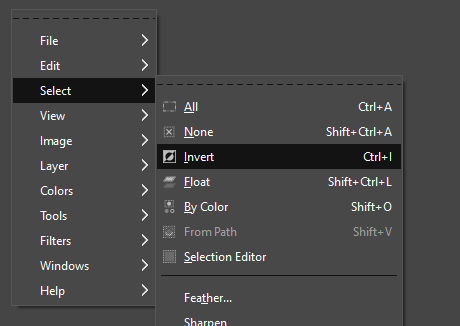 File
Edit
Select
View
Image
Layer
Colors
Tools
Filters
Windows
Help
All Ctrl+A
None Shift+Ctrl+A
Invert Ctrl+I
Float Shift+Ctrl+L
By Color Shift+O
From Path Shift+V
Selection Editor
Feather...
Sharpen